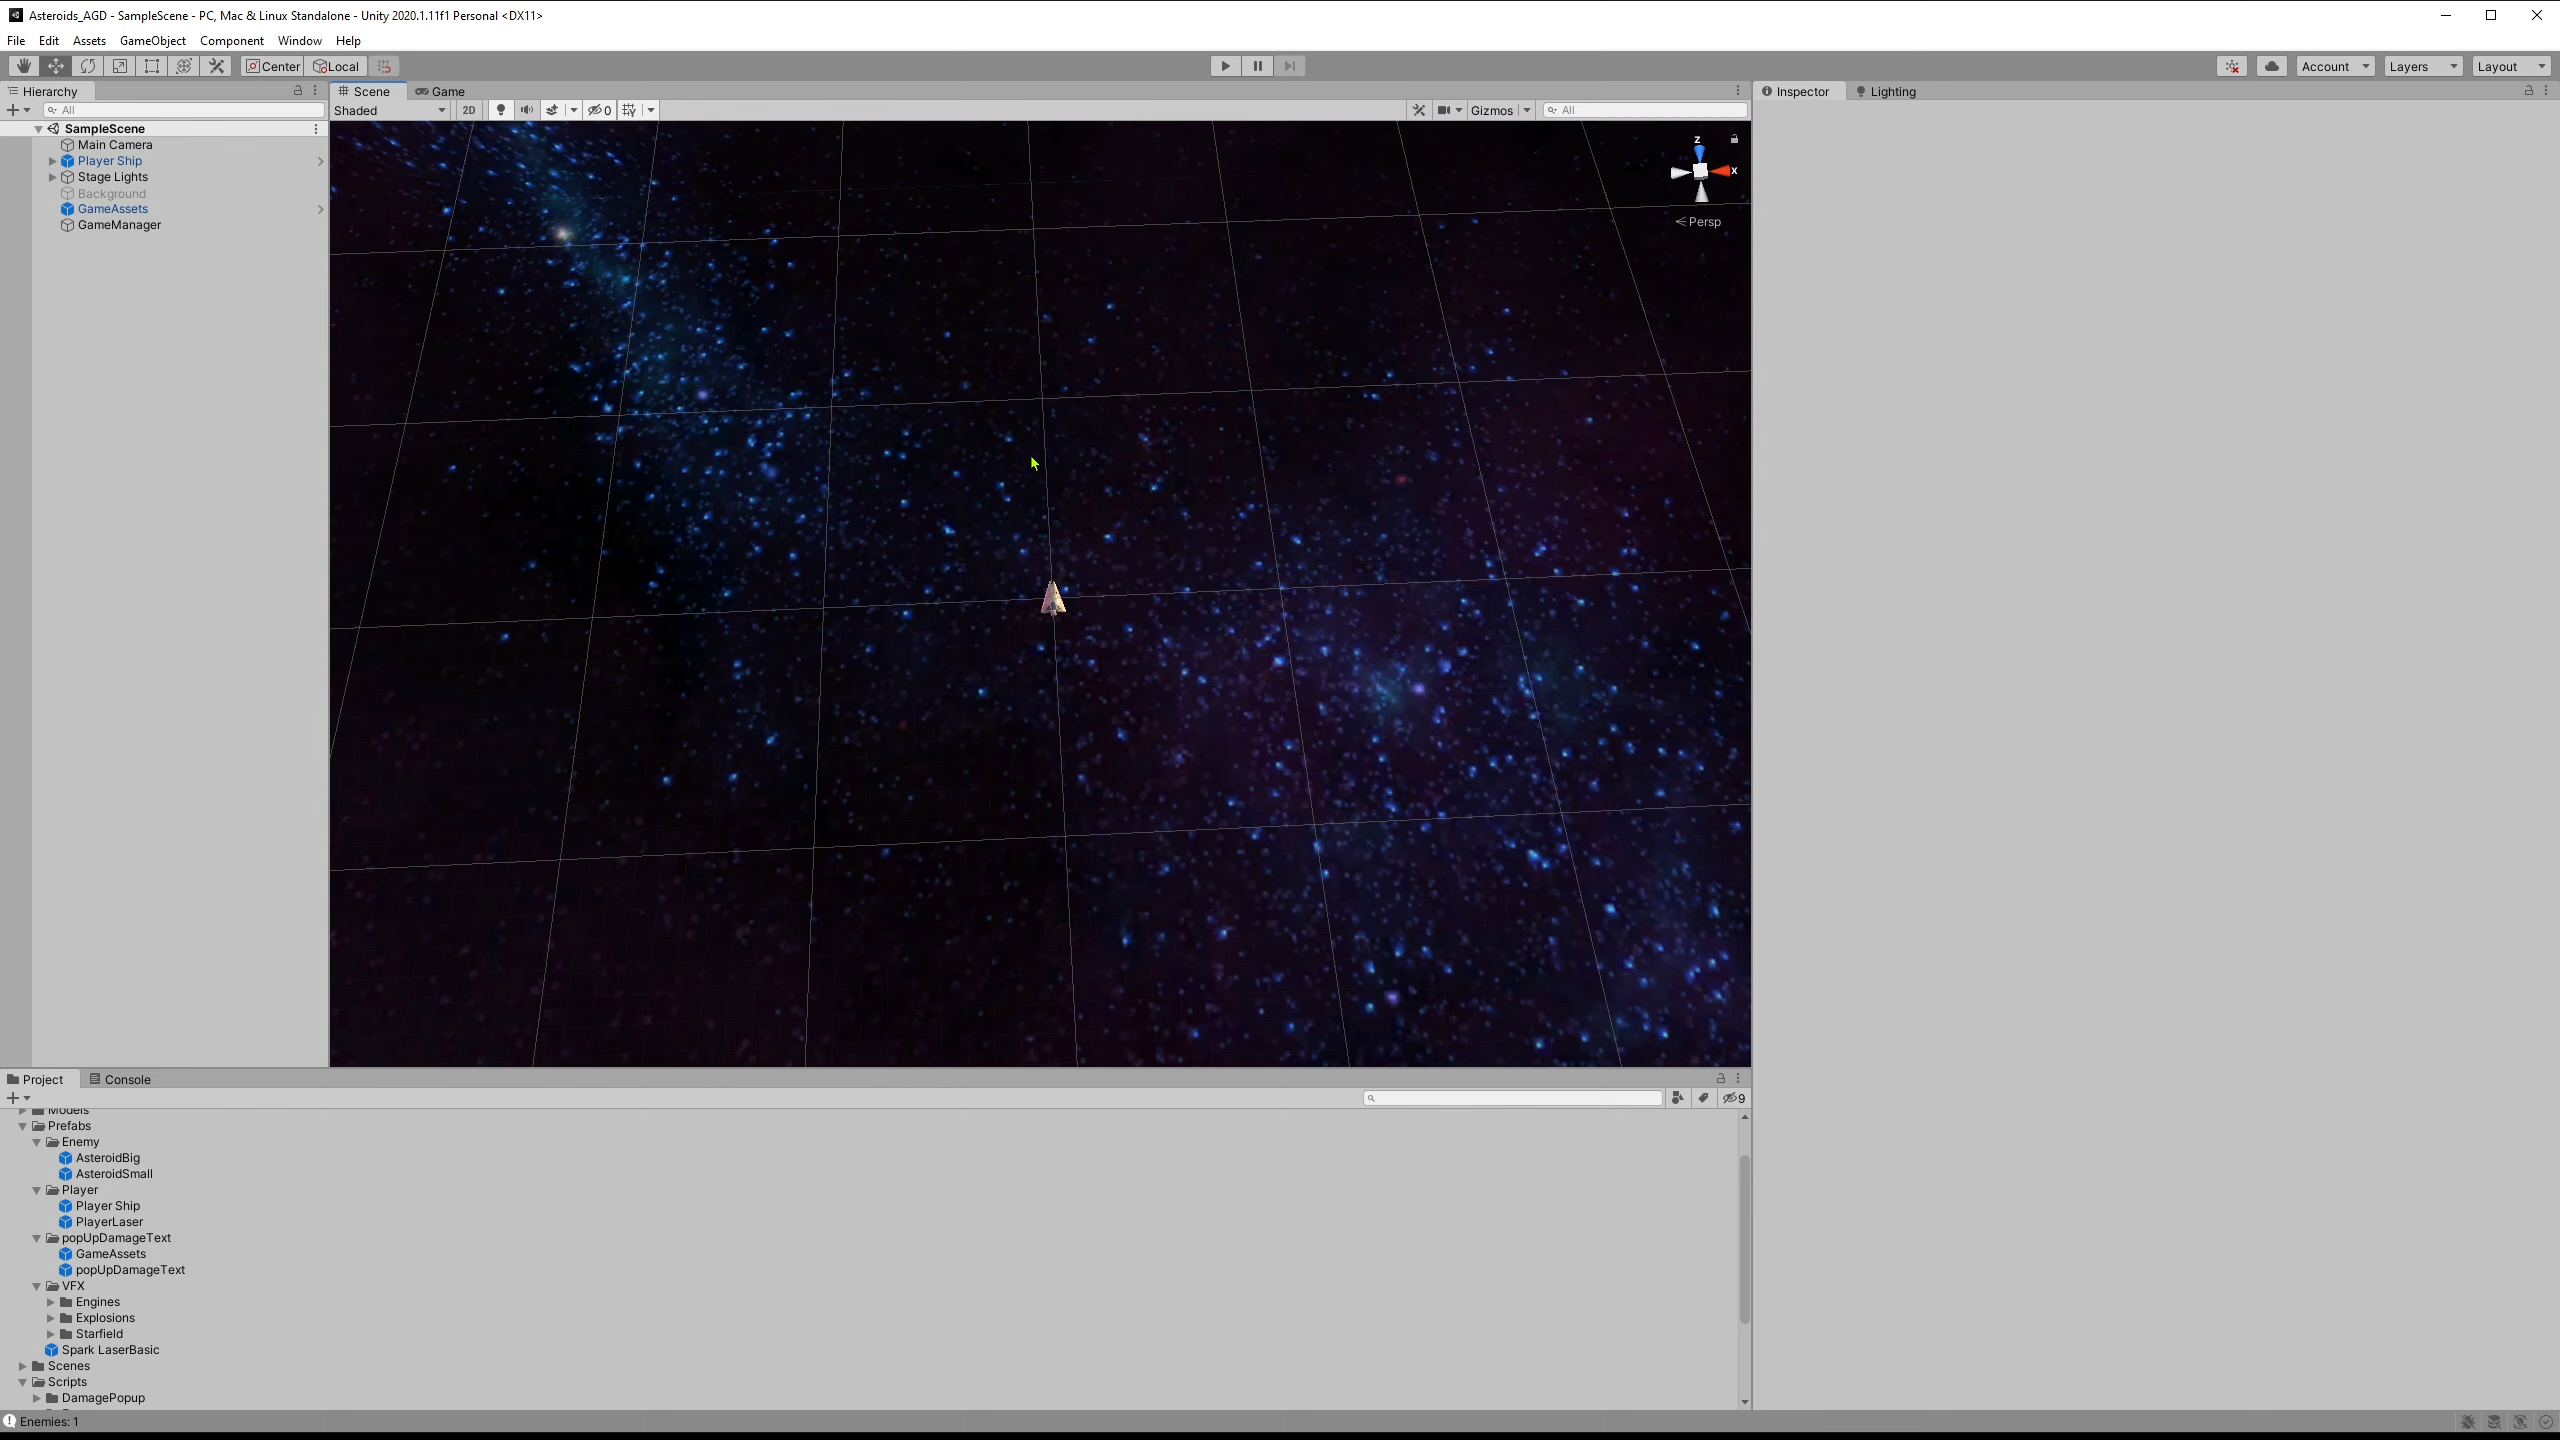 Asteroids_AGD - SampleScene - PC, Mac & Linux Standalone - Unity 2020.1.11f1 Personal <DX11>
File Edit Assets GameObject Component Window Help
Center Local Account Layers Layout
Hierarchy
All
SampleScene
Main Camera
Player Ship
Stage Lights
Background
GameAssets
GameManager
Scene Game
Shaded 2D 0 Gizmos All
z
x
Persp
Inspector Lighting
Project Console
9
Models
Prefabs
Enemy
AsteroidBig
AsteroidSmall
Player
Player Ship
PlayerLaser
popUpDamageText
GameAssets
popUpDamageText
VFX
Engines
Explosions
Starfield
Spark LaserBasic
Scenes
Scripts
DamagePopup
Enemies: 1